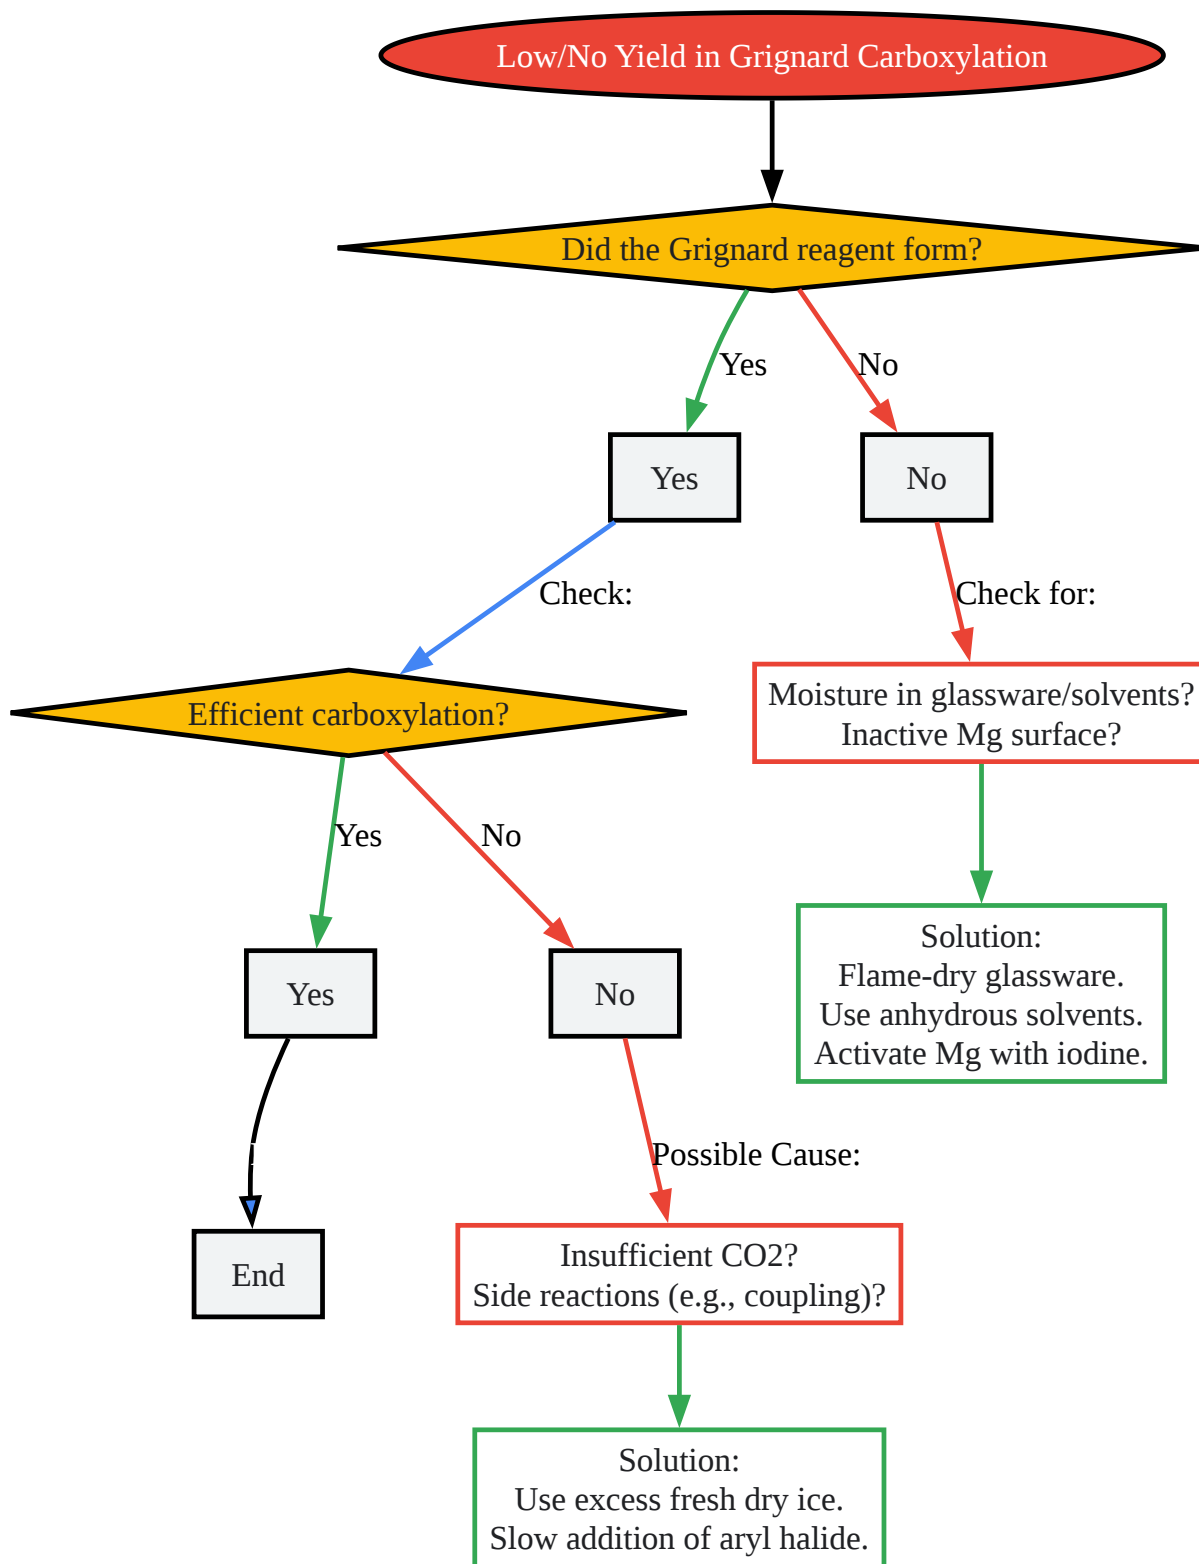 Low/No Yield in Grignard Carboxylation
Did the Grignard reagent form?
Yes
No
Yes
No
Check:
Check for:
Moisture in glassware/solvents?
Inactive Mg surface?
Efficient carboxylation?
Yes
No
Solution:
Flame-dry glassware.
Use anhydrous solvents.
Activate Mg with iodine.
Yes
No
Possible Cause:
End
Insufficient CO2?
Side reactions (e.g., coupling)?
Solution:
Use excess fresh dry ice.
Slow addition of aryl halide.